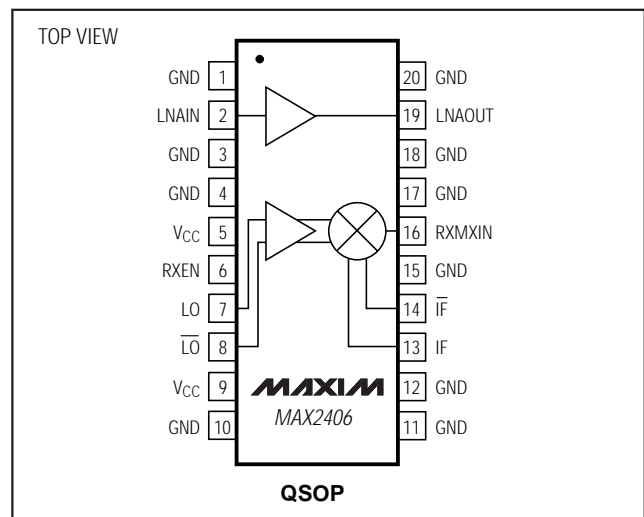 TOP VIEW
GND 1
LNAIN 2
GND 3
GND 4
VCC 5
RXEN 6
LO 7
L̅O̅ 8
VCC 9
GND 10
20 GND
19 LNAOUT
18 GND
17 GND
16 RXMXIN
15 GND
14 I̅F̅
13 IF
12 GND
11 GND
MAXIM
MAX2406
QSOP